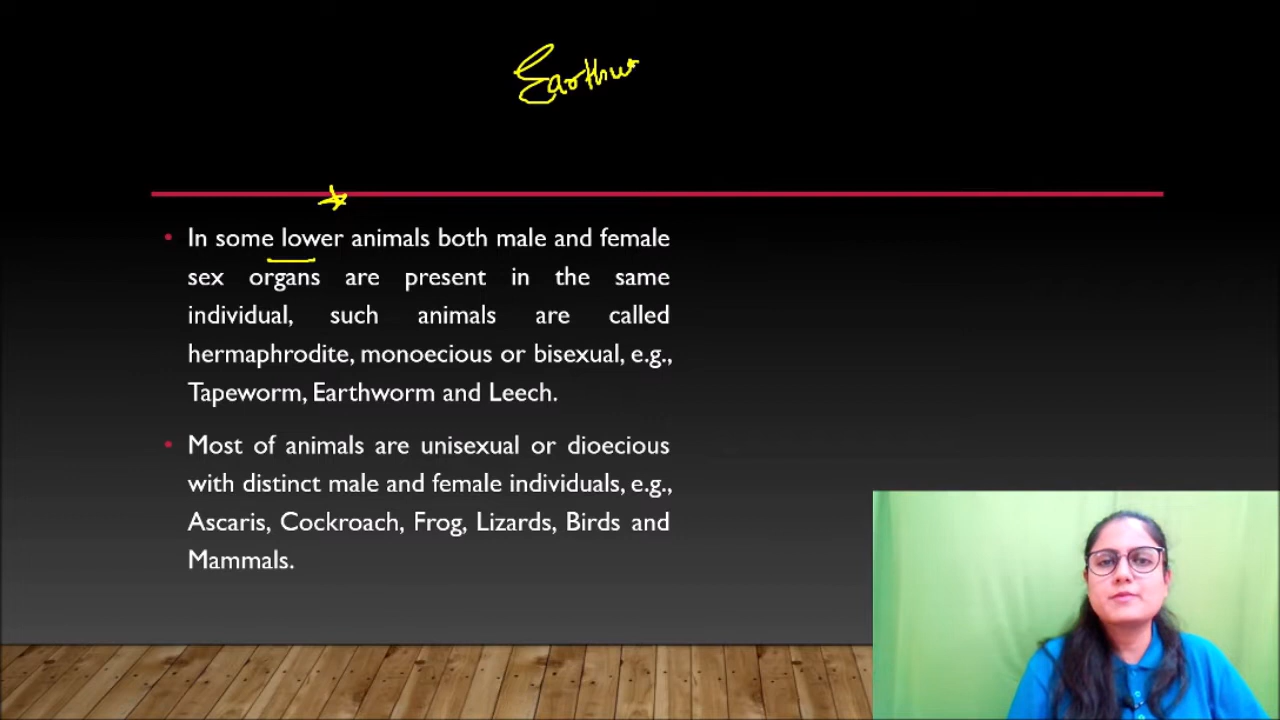 Earthw
In some lower animals both male and female
sex organs are present in the same
individual, such animals are called
hermaphrodite, monoecious or bisexual, e.g.,
Tapeworm, Earthworm and Leech.
Most of animals are unisexual or dioecious
with distinct male and female individuals, e.g.,
Ascaris, Cockroach, Frog, Lizards, Birds and
Mammals.